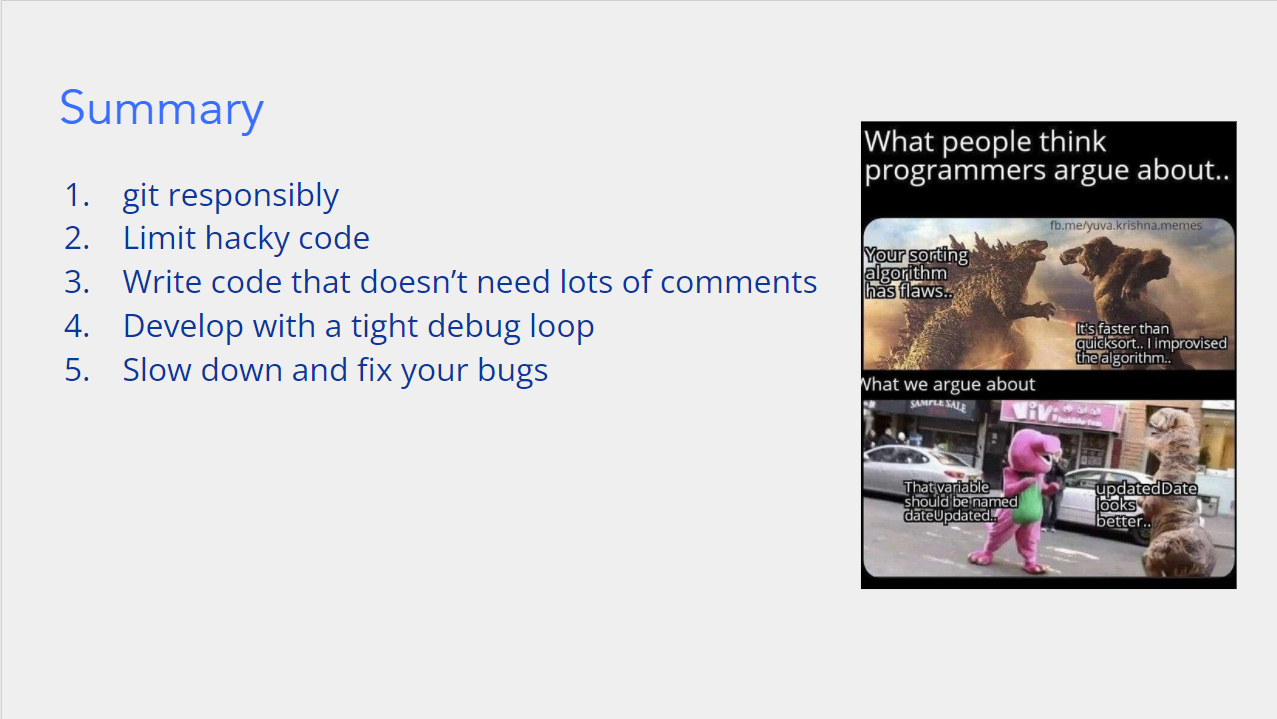 Summary
1. git responsibly
2. Limit hacky code
3. Write code that doesn’t need lots of comments
4. Develop with a tight debug loop
5. Slow down and fix your bugs
What people think
programmers argue about..
fb.me/yuva.krishna.memes
Your sorting
algorithm
has flaws..
It's faster than
quicksort.. I improvised
the algorithm..
What we argue about
SAMPLE SALE
ViVi
bubble tea
That variable
should be named
dateUpdated..
updatedDate
looks
better..